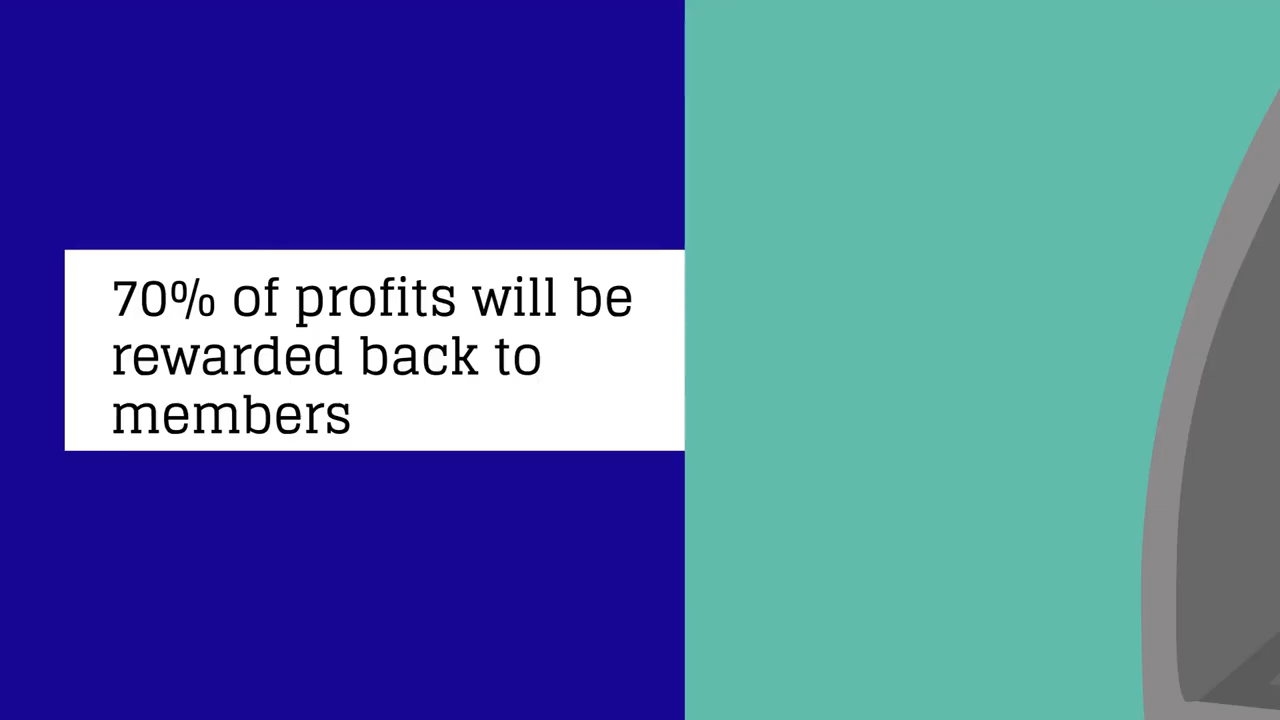 70% of profits will be
rewarded back to
members